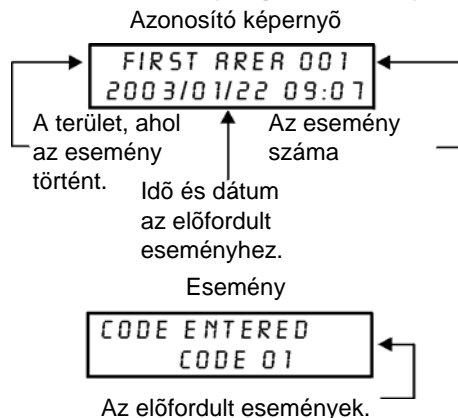 Azonosító képernyõ
FIRST AREA 001
2003/01/22 09:07
A terület, ahol
az esemény
történt.
Az esemény
száma
Idõ és dátum
az elõfordult
eseményhez.
Esemény
CODE ENTERED
CODE 01
Az elõfordult események.